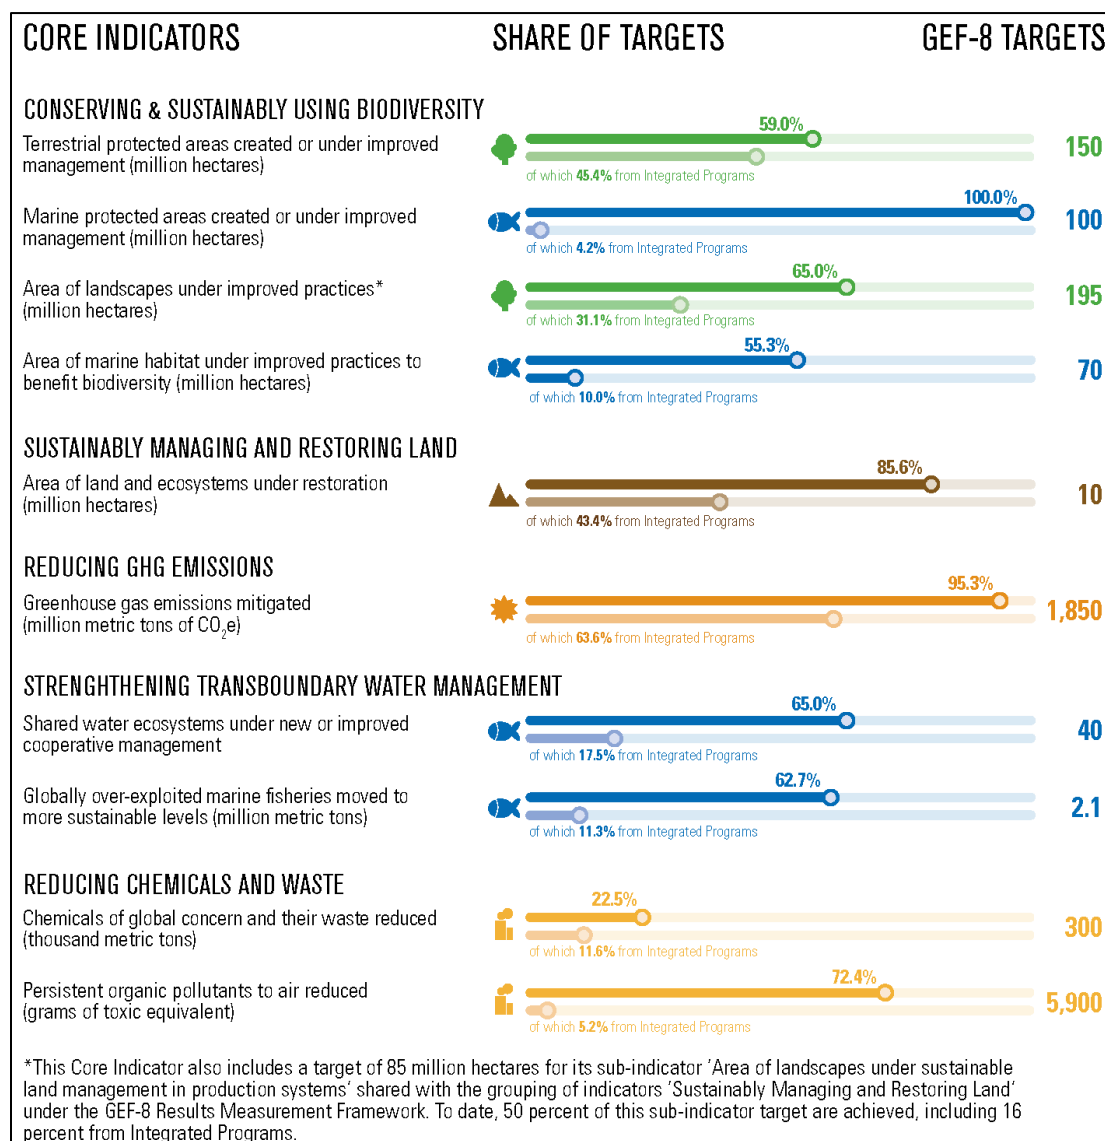 CORE INDICATORS SHARE OF TARGETS GEF-8 TARGETS
CONSERVING & SUSTAINABLY USING BIODIVERSITY
Terrestrial protected areas created or under improved
management (million hectares)
59.0%
of which 45.4% from Integrated Programs
150
Marine protected areas created or under improved
management (million hectares)
100.0%
of which 4.2% from Integrated Programs
100
Area of landscapes under improved practices*
(million hectares)
65.0%
of which 31.1% from Integrated Programs
195
Area of marine habitat under improved practices to
benefit biodiversity (million hectares)
55.3%
of which 10.0% from Integrated Programs
70
SUSTAINABLY MANAGING AND RESTORING LAND
Area of land and ecosystems under restoration
(million hectares)
85.6%
of which 43.4% from Integrated Programs
10
REDUCING GHG EMISSIONS
Greenhouse gas emissions mitigated
(million metric tons of CO₂e)
95.3%
of which 63.6% from Integrated Programs
1,850
STRENGHTHENING TRANSBOUNDARY WATER MANAGEMENT
Shared water ecosystems under new or improved
cooperative management
65.0%
of which 17.5% from Integrated Programs
40
Globally over-exploited marine fisheries moved to
more sustainable levels (million metric tons)
62.7%
of which 11.3% from Integrated Programs
2.1
REDUCING CHEMICALS AND WASTE
Chemicals of global concern and their waste reduced
(thousand metric tons)
22.5%
of which 11.6% from Integrated Programs
300
Persistent organic pollutants to air reduced
(grams of toxic equivalent)
72.4%
of which 5.2% from Integrated Programs
5,900
*This Core Indicator also includes a target of 85 million hectares for its sub-indicator 'Area of landscapes under sustainable
land management in production systems' shared with the grouping of indicators 'Sustainably Managing and Restoring Land'
under the GEF-8 Results Measurement Framework. To date, 50 percent of this sub-indicator target are achieved, including 16
percent from Integrated Programs.